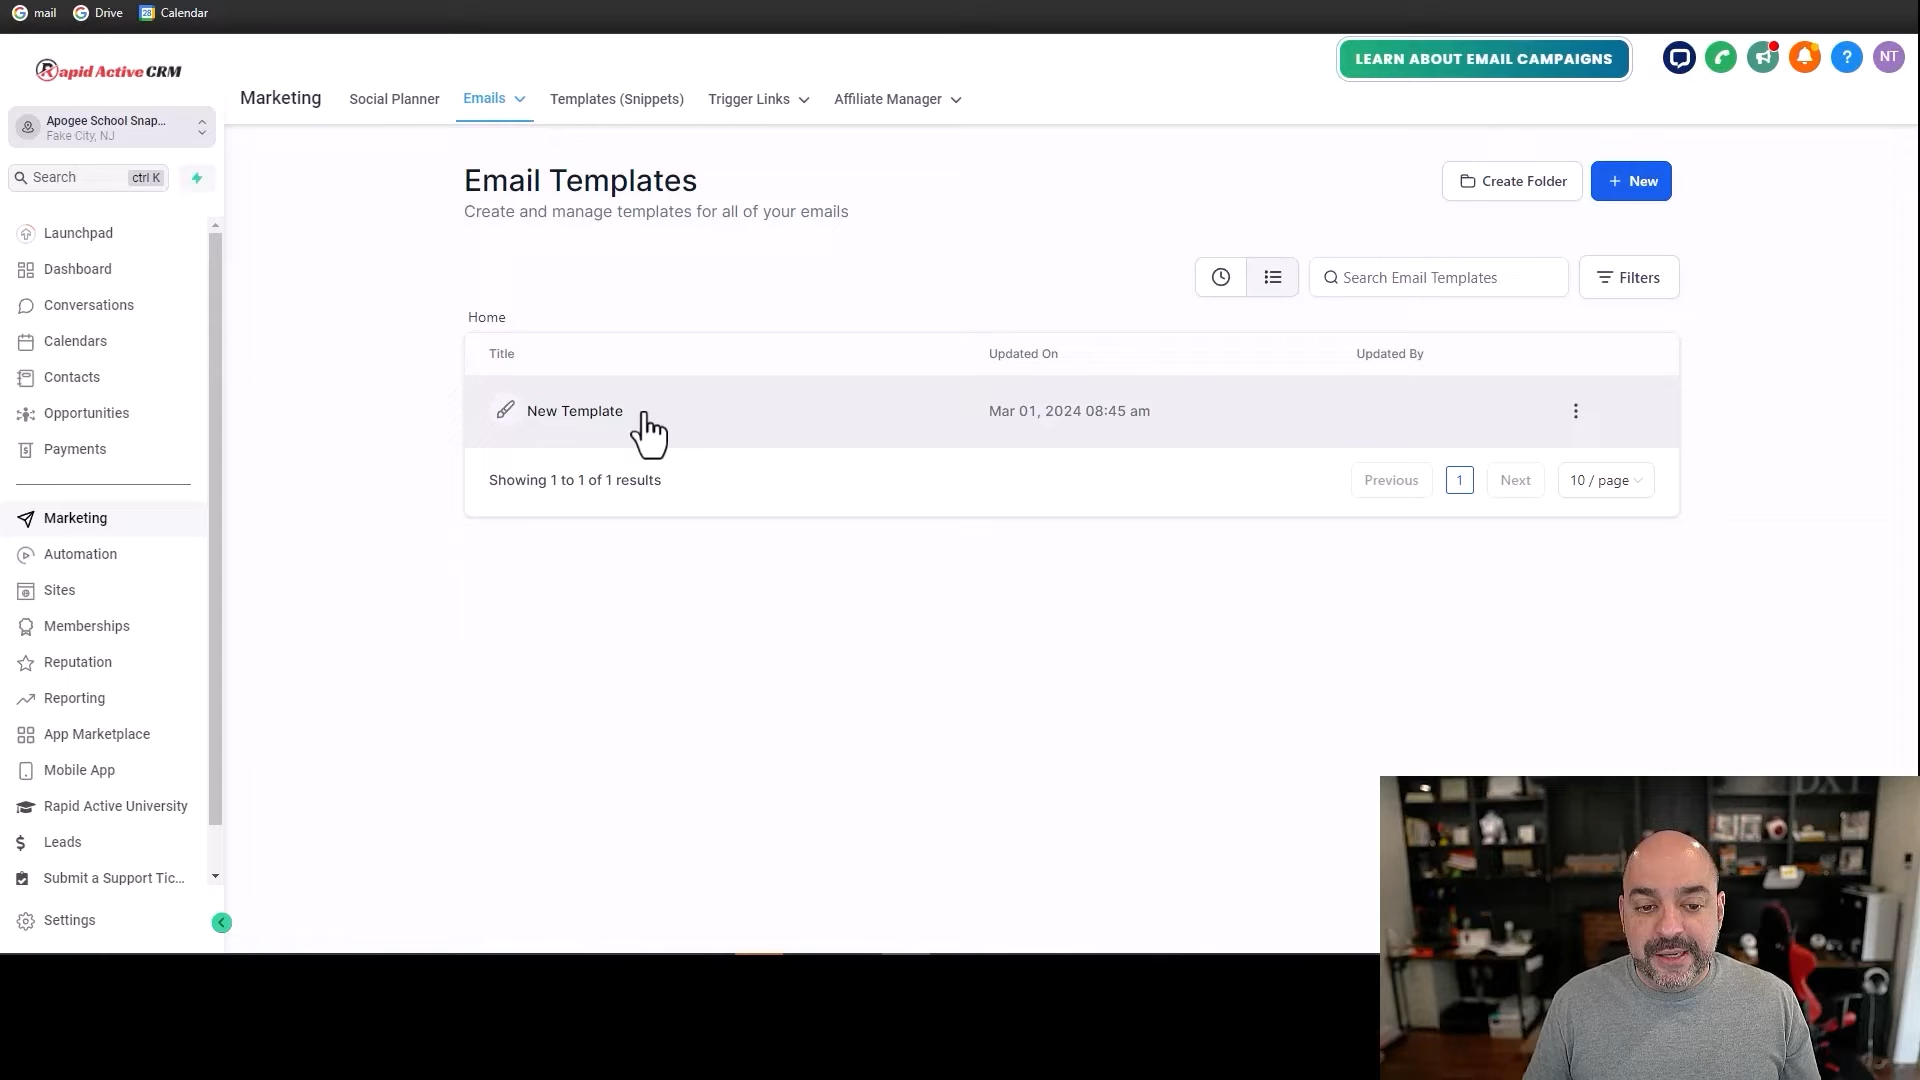 mail Drive 28 Calendar
Rapid Active CRM
LEARN ABOUT EMAIL CAMPAIGNS
? NT
Marketing Social Planner Emails Templates (Snippets) Trigger Links Affiliate Manager
Apogee School Snap...
Fake City, NJ
Search ctrl K
Launchpad
Dashboard
Conversations
Calendars
Contacts
Opportunities
Payments
Marketing
Automation
Sites
Memberships
Reputation
Reporting
App Marketplace
Mobile App
Rapid Active University
Leads
Submit a Support Tic...
Settings
Email Templates
Create and manage templates for all of your emails
Create Folder + New
Search Email Templates Filters
Home
Title Updated On Updated By
New Template Mar 01, 2024 08:45 am
Showing 1 to 1 of 1 results Previous 1 Next 10 / page